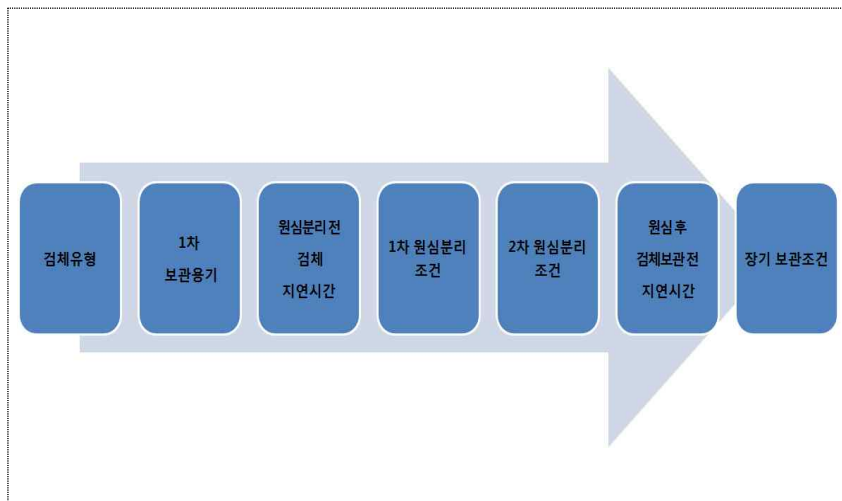 검체유형
1차
보관용기
원심분리 전
검체
지연시간
1차 원심분리
조건
2차 원심분리
조건
원심 후
검체보관 전
지연시간
장기 보관조건